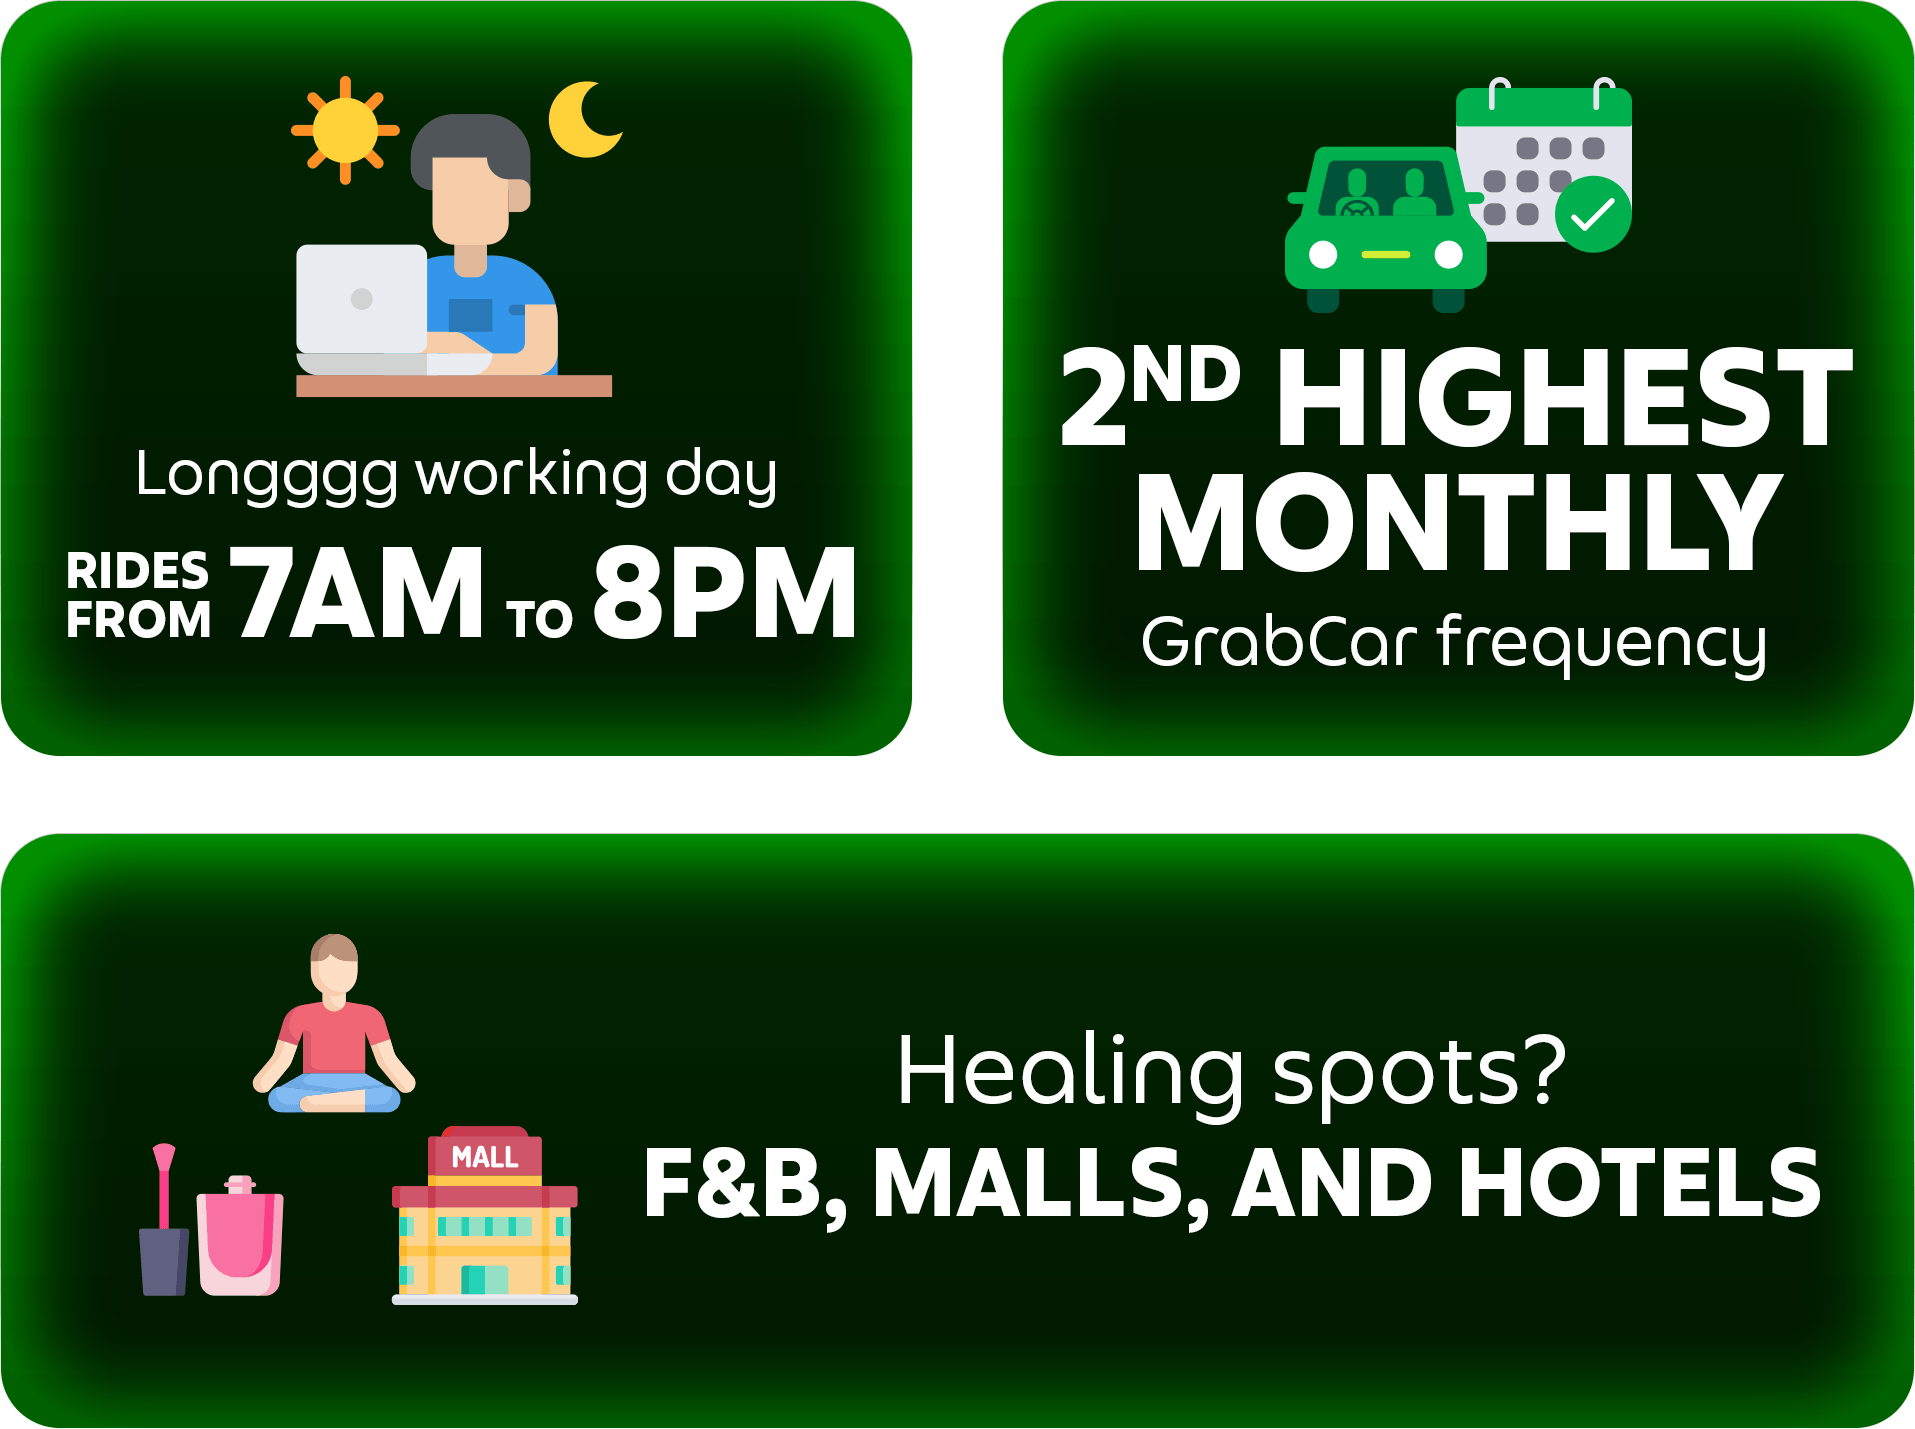 Longggg working day
RIDES FROM 7AM TO 8PM
2ND HIGHEST
MONTHLY
GrabCar frequency
MALL
Healing spots?
F&B, MALLS, AND HOTELS